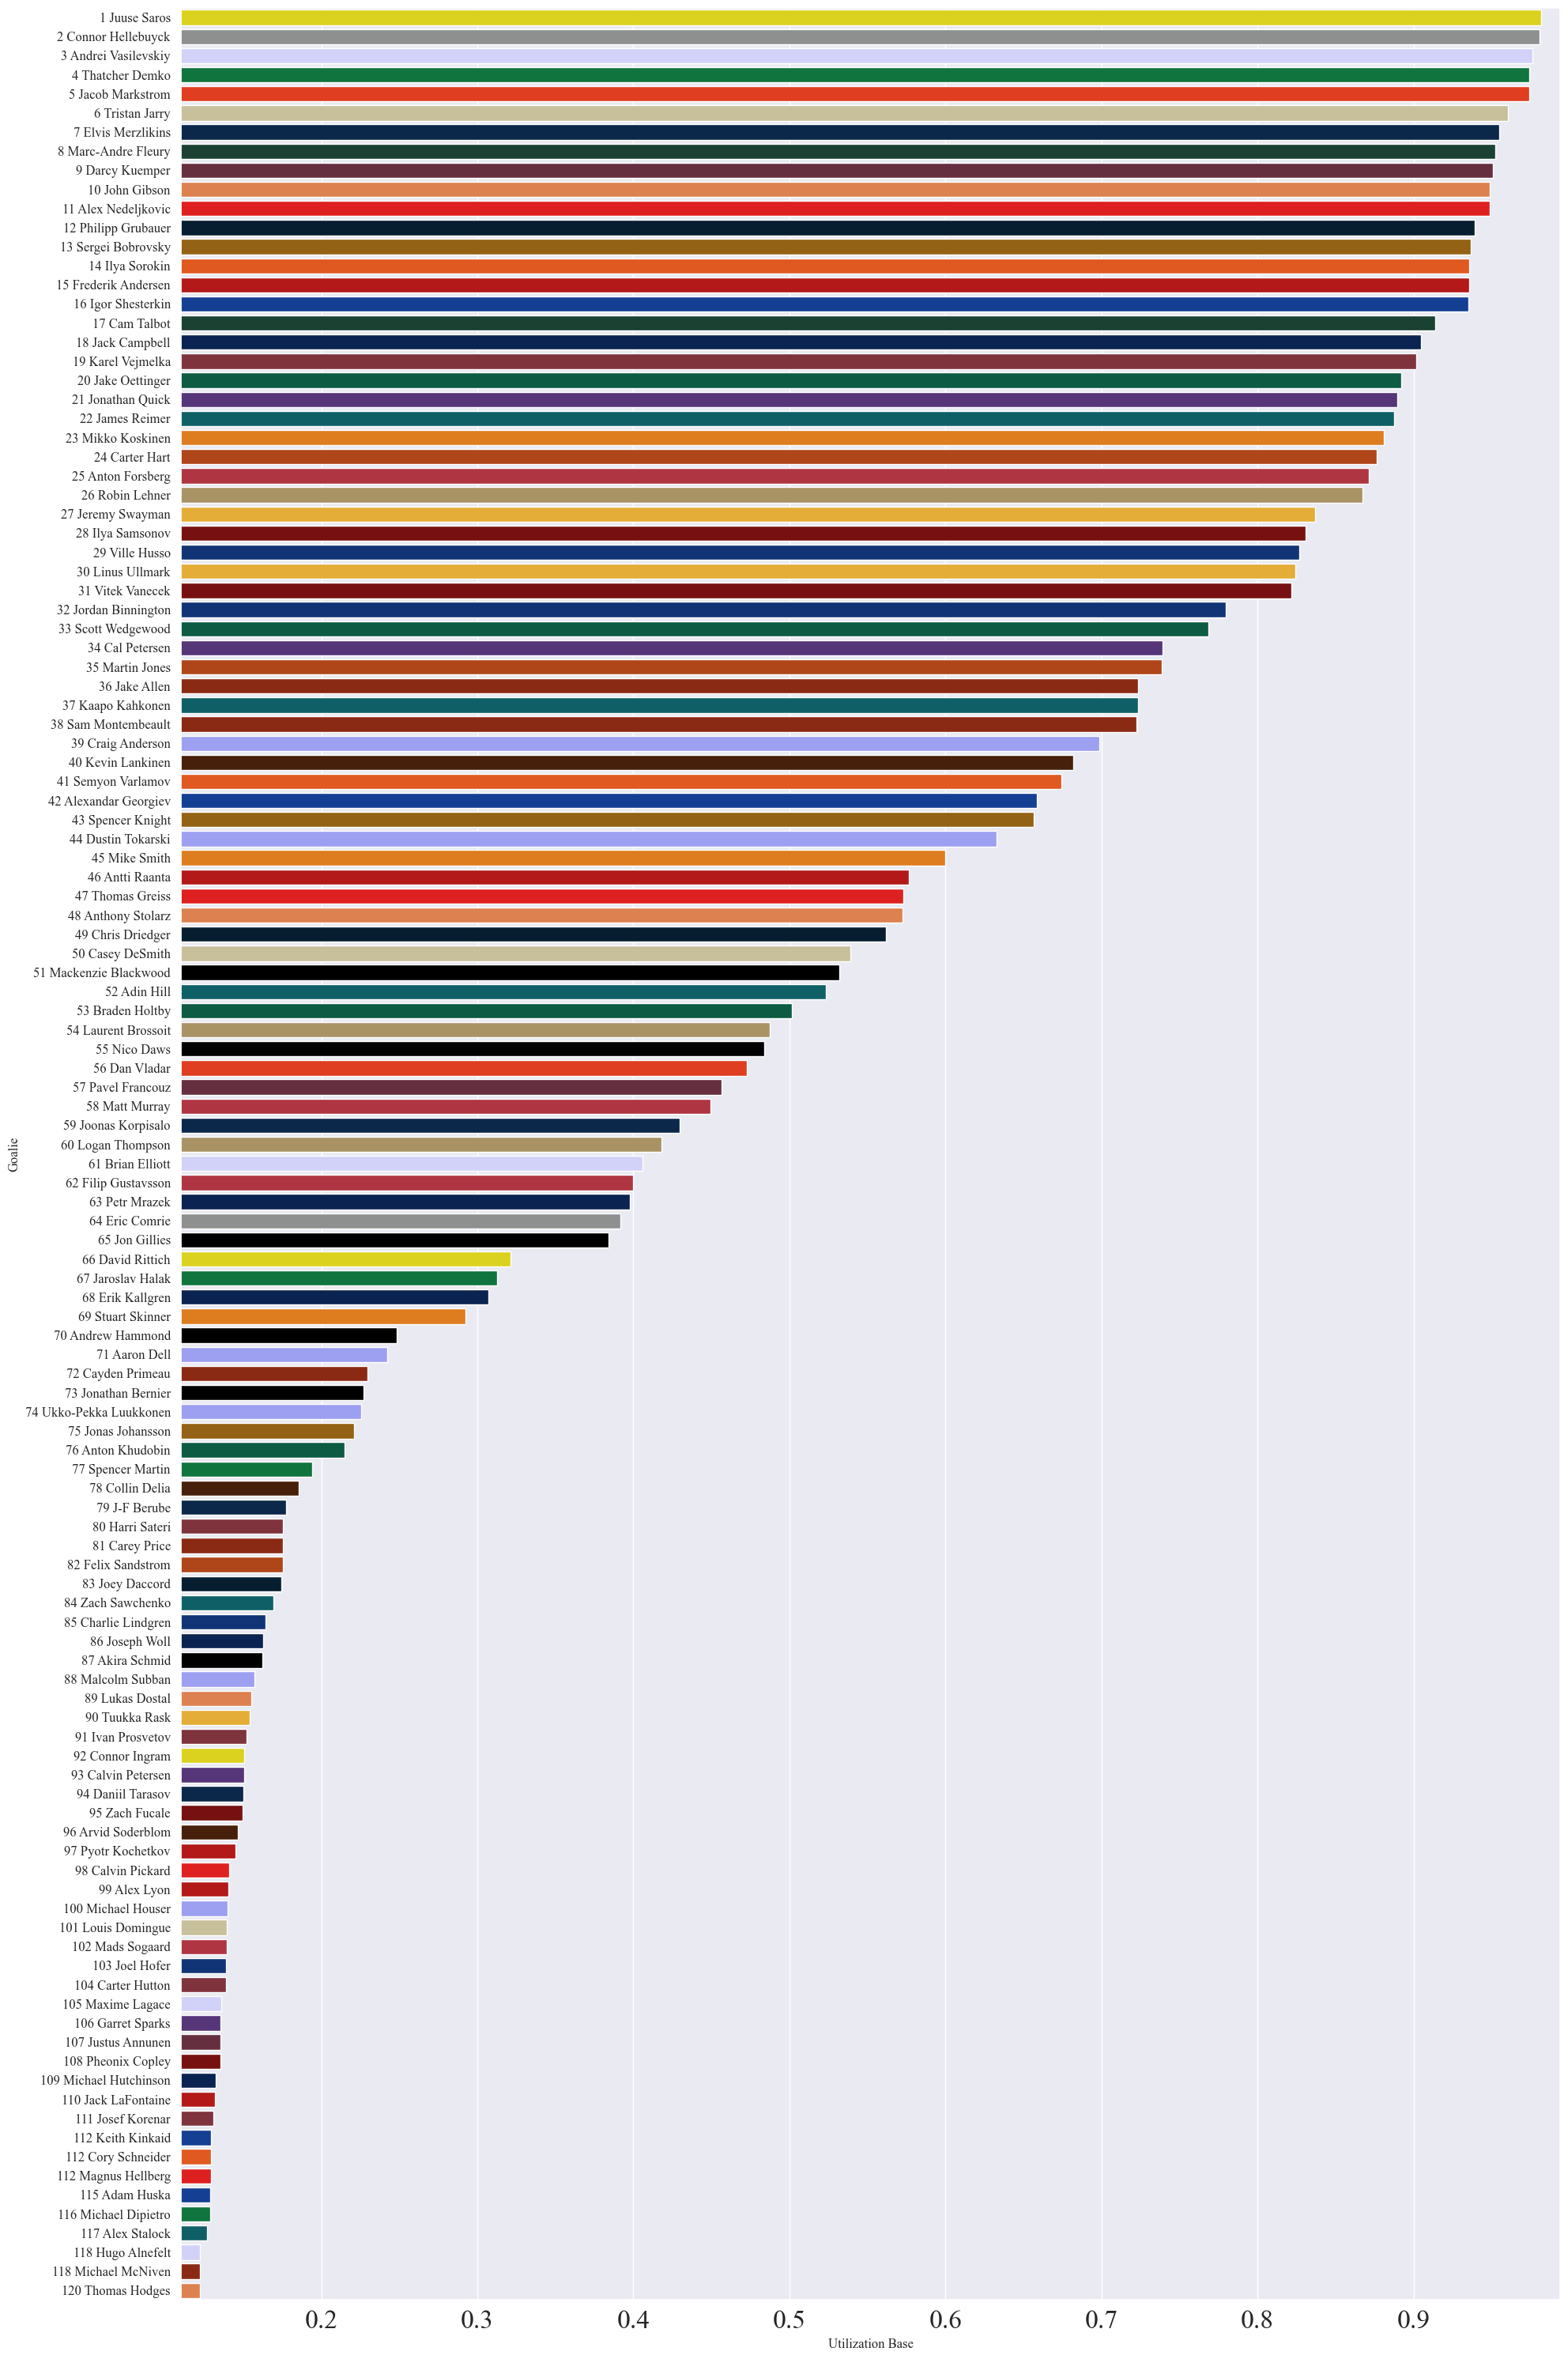 1 Juuse Saros
2 Connor Hellebuyck
3 Andrei Vasilevskiy
4 Thatcher Demko
5 Jacob Markstrom
6 Tristan Jarry
7 Elvis Merzlikins
8 Marc-Andre Fleury
9 Darcy Kuemper
10 John Gibson
11 Alex Nedeljkovic
12 Philipp Grubauer
13 Sergei Bobrovsky
14 Ilya Sorokin
15 Frederik Andersen
16 Igor Shesterkin
17 Cam Talbot
18 Jack Campbell
19 Karel Vejmelka
20 Jake Oettinger
21 Jonathan Quick
22 James Reimer
23 Mikko Koskinen
24 Carter Hart
25 Anton Forsberg
26 Robin Lehner
27 Jeremy Swayman
28 Ilya Samsonov
29 Ville Husso
30 Linus Ullmark
31 Vitek Vanecek
32 Jordan Binnington
33 Scott Wedgewood
34 Cal Petersen
35 Martin Jones
36 Jake Allen
37 Kaapo Kahkonen
38 Sam Montembeault
39 Craig Anderson
40 Kevin Lankinen
41 Semyon Varlamov
42 Alexandar Georgiev
43 Spencer Knight
44 Dustin Tokarski
45 Mike Smith
46 Antti Raanta
47 Thomas Greiss
48 Anthony Stolarz
49 Chris Driedger
50 Casey DeSmith
51 Mackenzie Blackwood
52 Adin Hill
53 Braden Holtby
54 Laurent Brossoit
55 Nico Daws
56 Dan Vladar
57 Pavel Francouz
58 Matt Murray
59 Joonas Korpisalo
60 Logan Thompson
61 Brian Elliott
62 Filip Gustavsson
63 Petr Mrazek
64 Eric Comrie
65 Jon Gillies
66 David Rittich
67 Jaroslav Halak
68 Erik Kallgren
69 Stuart Skinner
70 Andrew Hammond
71 Aaron Dell
72 Cayden Primeau
73 Jonathan Bernier
74 Ukko-Pekka Luukkonen
75 Jonas Johansson
76 Anton Khudobin
77 Spencer Martin
78 Collin Delia
79 J-F Berube
80 Harri Sateri
81 Carey Price
82 Felix Sandstrom
83 Joey Daccord
84 Zach Sawchenko
85 Charlie Lindgren
86 Joseph Woll
87 Akira Schmid
88 Malcolm Subban
89 Lukas Dostal
90 Tuukka Rask
91 Ivan Prosvetov
92 Connor Ingram
93 Calvin Petersen
94 Daniil Tarasov
95 Zach Fucale
96 Arvid Soderblom
97 Pyotr Kochetkov
98 Calvin Pickard
99 Alex Lyon
100 Michael Houser
101 Louis Domingue
102 Mads Sogaard
103 Joel Hofer
104 Carter Hutton
105 Maxime Lagace
106 Garret Sparks
107 Justus Annunen
108 Pheonix Copley
109 Michael Hutchinson
110 Jack LaFontaine
111 Josef Korenar
112 Keith Kinkaid
112 Cory Schneider
112 Magnus Hellberg
115 Adam Huska
116 Michael Dipietro
117 Alex Stalock
118 Hugo Alnefelt
118 Michael McNiven
120 Thomas Hodges
Goalie
0.2 0.3 0.4 0.5 0.6 0.7 0.8 0.9
Utilization Base